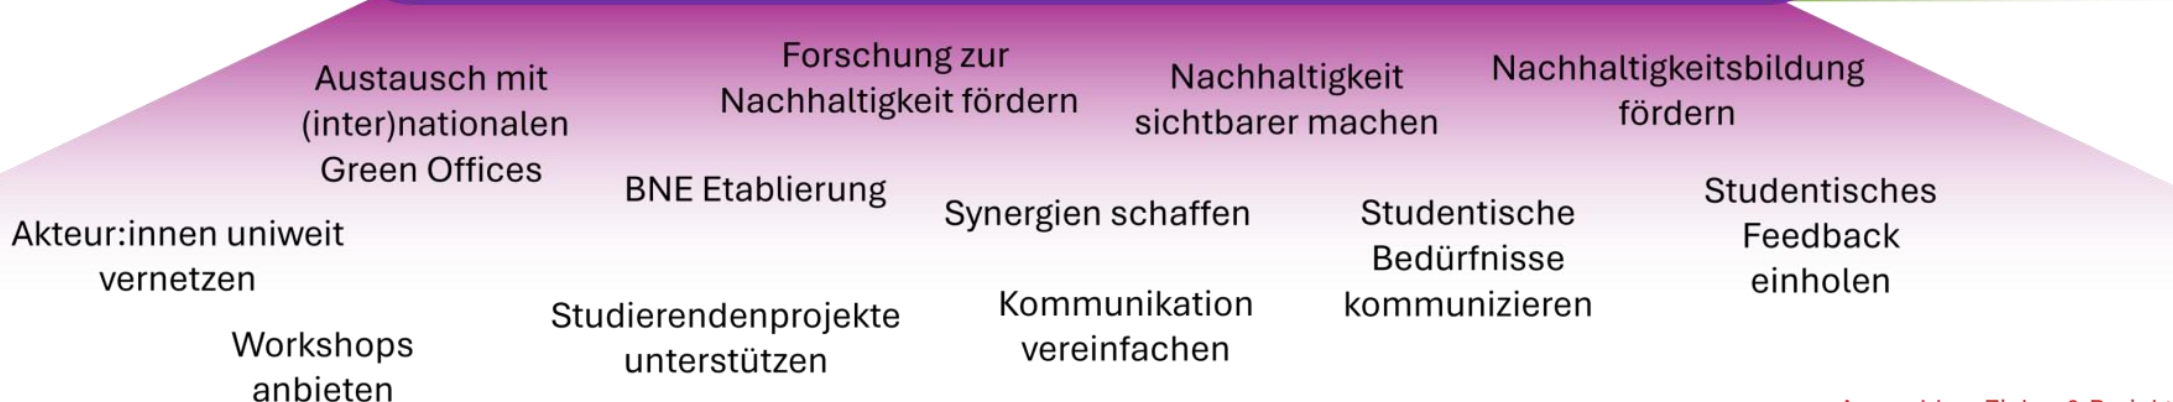 Austausch mit
(inter)nationalen
Green Offices
Forschung zur
Nachhaltigkeit fördern
Nachhaltigkeit
sichtbarer machen
Nachhaltigkeitsbildung
fördern
Akteur:innen uniweit
vernetzen
BNE Etablierung
Synergien schaffen
Studentische
Bedürfnisse
kommunizieren
Studentisches
Feedback
einholen
Workshops
anbieten
Studierendenprojekte
unterstützen
Kommunikation
vereinfachen